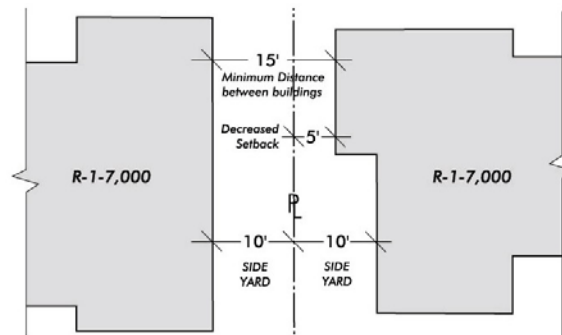 15'
Minimum Distance
between buildings
Decreased
Setback
5'
R-1-7,000
R-1-7,000
PL
10'
10'
SIDE
YARD
SIDE
YARD